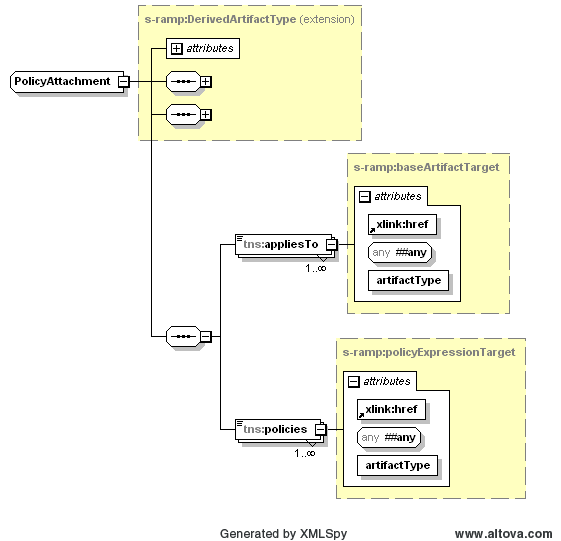 s-ramp:DerivedArtifactType (extension)
attributes
PolicyAttachment
s-ramp:baseArtifactTarget
attributes
xlink:href
any ##any
artifactType
tns:appliesTo
1..∞
s-ramp:policyExpressionTarget
attributes
xlink:href
any ##any
artifactType
tns:policies
1..∞
Generated by XMLSpy
www.altova.com